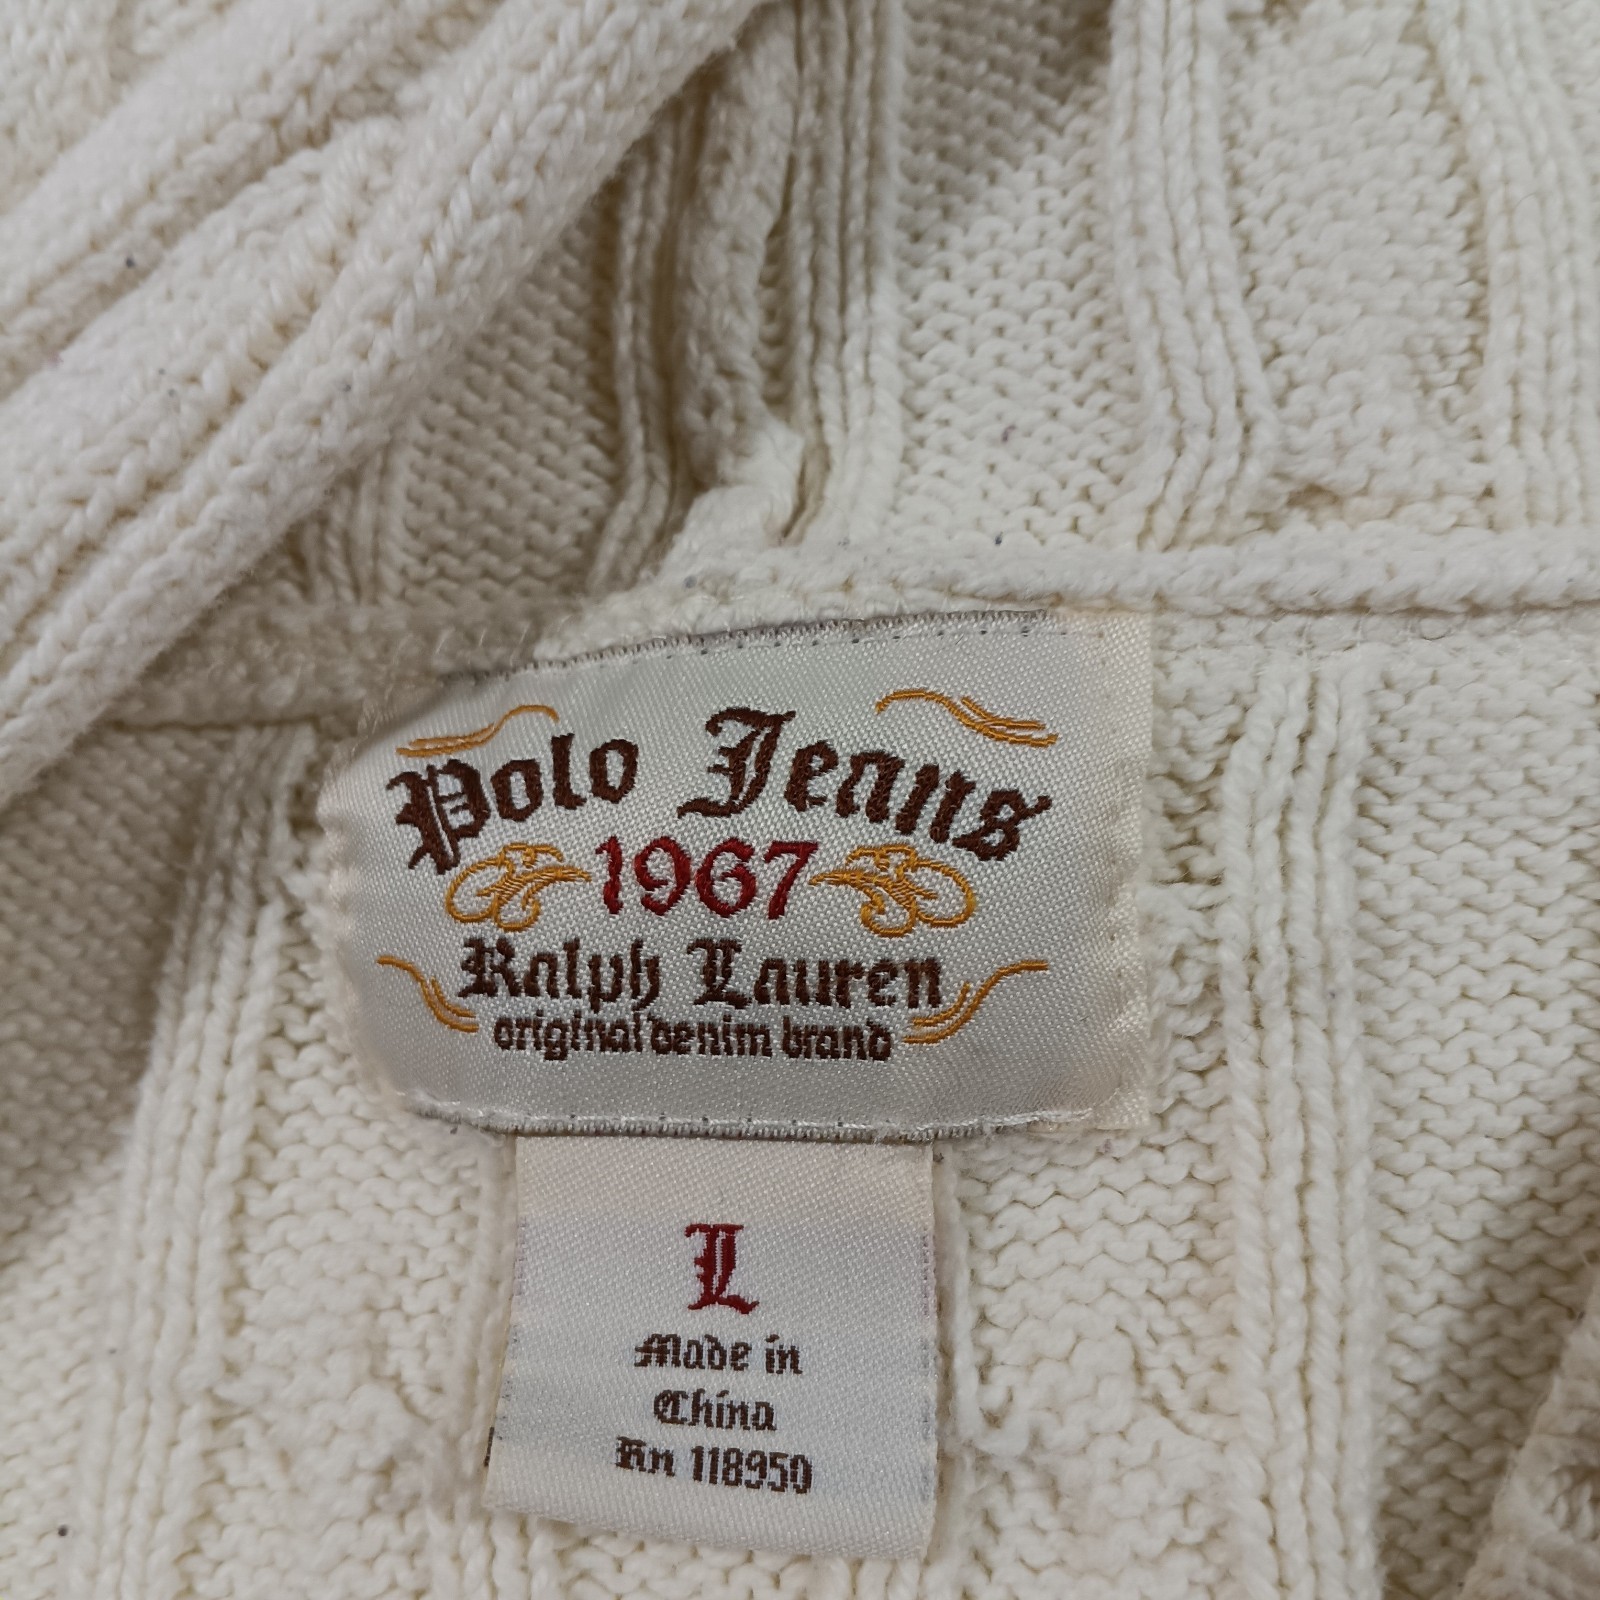 Polo Jeans
1967
Ralph Lauren
original denim brand
L
Made in
China
Rn 118950